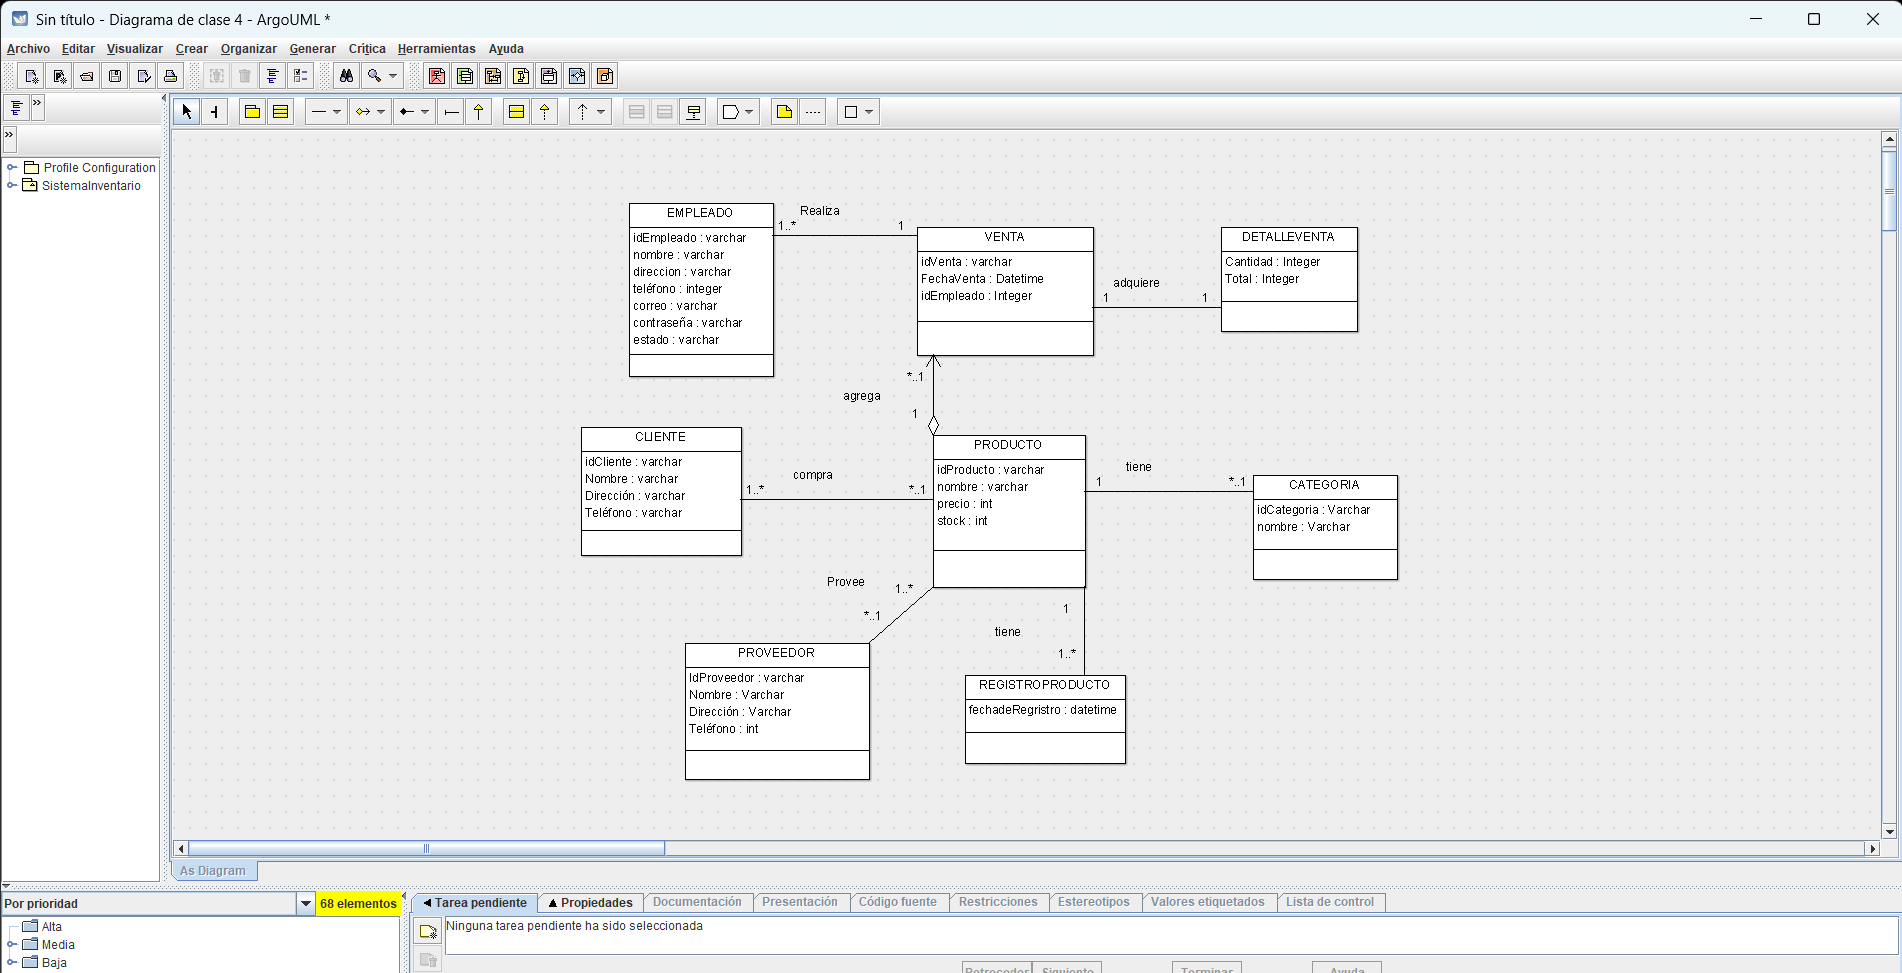 Sin título - Diagrama de clase 4 - ArgoUML *
Archivo Editar Visualizar Crear Organizar Generar Crítica Herramientas Ayuda
Profile Configuration
SistemaInventario
EMPLEADO
idEmpleado : varchar
nombre : varchar
direccion : varchar
teléfono : integer
correo : varchar
contraseña : varchar
estado : varchar
Realiza
1..*
1
VENTA
idVenta : varchar
FechaVenta : Datetime
idEmpleado : Integer
adquiere
1
1
DETALLEVENTA
Cantidad : Integer
Total : Integer
*..1
agrega
1
CLIENTE
idCliente : varchar
Nombre : varchar
Dirección : varchar
Teléfono : varchar
compra
1..*
*..1
PRODUCTO
idProducto : varchar
nombre : varchar
precio : int
stock : int
tiene
1
*..1
CATEGORIA
idCategoria : Varchar
nombre : Varchar
Provee
1..*
*..1
1
tiene
1..*
PROVEEDOR
IdProveedor : varchar
Nombre : Varchar
Dirección : Varchar
Teléfono : int
REGISTROPRODUCTO
fechadeRegristro : datetime
As Diagram
Por prioridad
68 elementos
Alta
Media
Baja
Tarea pendiente Propiedades Documentación Presentación Código fuente Restricciones Estereotipos Valores etiquetados Lista de control
Ninguna tarea pendiente ha sido seleccionada
Retroceder Siguiente Terminar Ayuda